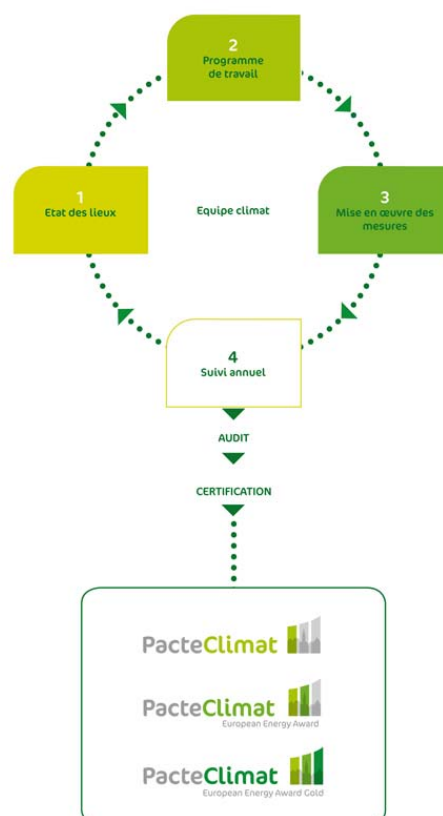 2
Programme
de travail
1
Etat des lieux
Equipe climat
3
Mise en œuvre des
mesures
4
Suivi annuel
AUDIT
CERTIFICATION
PacteClimat
PacteClimat
European Energy Award
PacteClimat
European Energy Award Gold